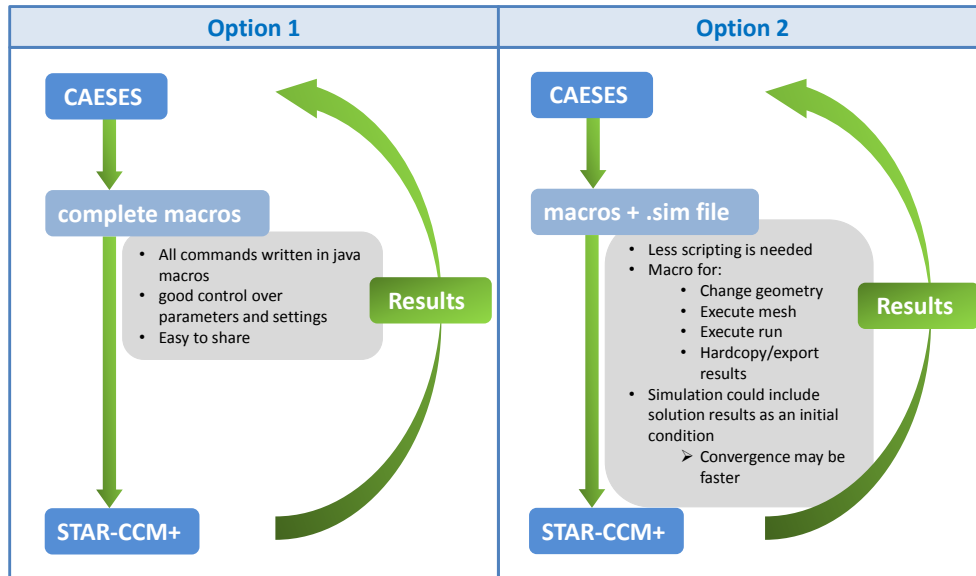 Option 1
CAESES
complete macros
All commands written in java
macros
good control over
parameters and settings
Easy to share
Results
STAR-CCM+
Option 2
CAESES
macros + .sim file
Less scripting is needed
Macro for:
Change geometry
Execute mesh
Execute run
Hardcopy/export
results
Simulation could include
solution results as an initial
condition
Convergence may be
faster
Results
STAR-CCM+